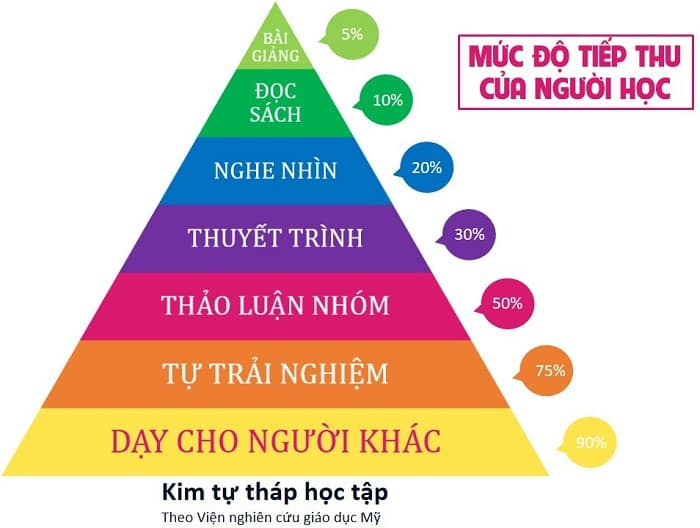 BÀI
GIẢNG
5%
MỨC ĐỘ TIẾP THU
CỦA NGƯỜI HỌC
ĐỌC
SÁCH
10%
NGHE NHÌN
20%
THUYẾT TRÌNH
30%
THẢO LUẬN NHÓM
50%
TỰ TRẢI NGHIỆM
75%
DẠY CHO NGƯỜI KHÁC
90%
Kim tự tháp học tập
Theo Viện nghiên cứu giáo dục Mỹ